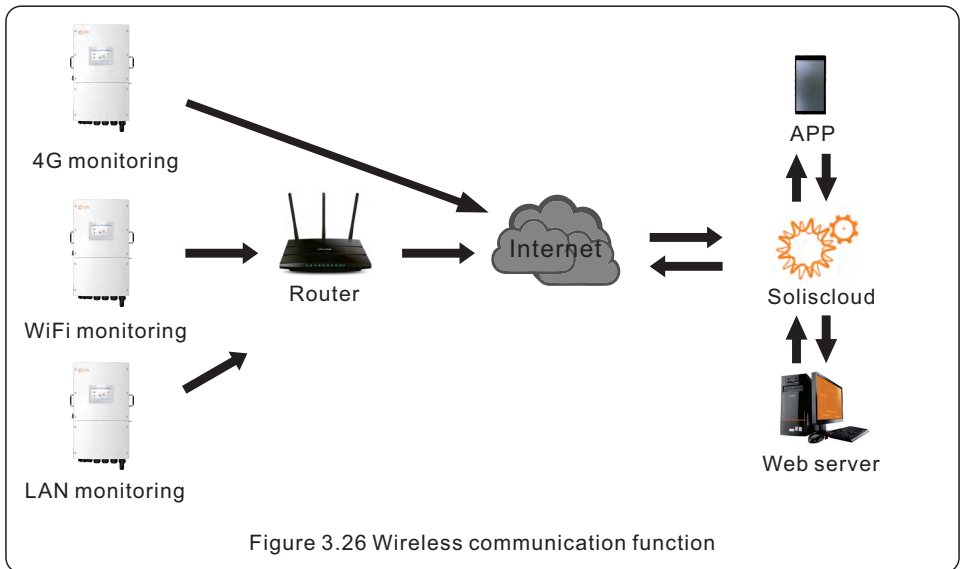 4G monitoring
APP
Internet
Router
Soliscloud
WiFi monitoring
Web server
LAN monitoring
Figure 3.26 Wireless communication function